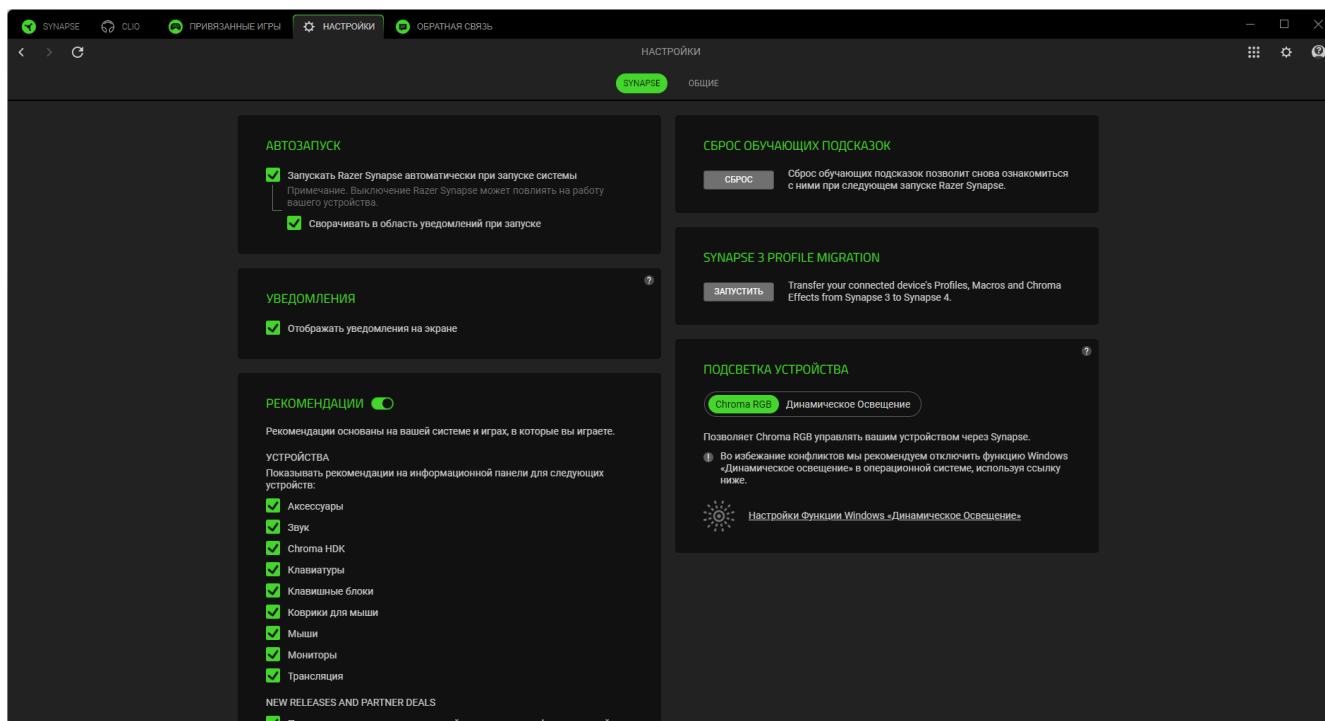 SYNAPSE
CLIO
ПРИВЯЗАННЫЕ ИГРЫ
НАСТРОЙКИ
ОБРАТНАЯ СВЯЗЬ
НАСТРОЙКИ
SYNAPSE
ОБЩИЕ
АВТОЗАПУСК
Запускать Razer Synapse автоматически при запуске системы
Примечание. Выключение Razer Synapse может повлиять на работу
вашего устройства.
Сворачивать в область уведомлений при запуске
УВЕДОМЛЕНИЯ
Отображать уведомления на экране
РЕКОМЕНДАЦИИ
Рекомендации основаны на вашей системе и играх, в которые вы играете.
УСТРОЙСТВА
Показывать рекомендации на информационной панели для следующих
устройств:
Аксессуары
Звук
Chroma HDK
Клавиатуры
Клавишные блоки
Коврики для мыши
Мыши
Мониторы
Трансляция
NEW RELEASES AND PARTNER DEALS
СБРОС ОБУЧАЮЩИХ ПОДСКАЗОК
СБРОС
Сброс обучающих подсказок позволит снова ознакомиться
с ними при следующем запуске Razer Synapse.
SYNAPSE 3 PROFILE MIGRATION
ЗАПУСТИТЬ
Transfer your connected device's Profiles, Macros and Chroma
Effects from Synapse 3 to Synapse 4.
ПОДСВЕТКА УСТРОЙСТВА
Chroma RGB
Динамическое Освещение
Позволяет Chroma RGB управлять вашим устройством через Synapse.
Во избежание конфликтов мы рекомендуем отключить функцию Windows
«Динамическое освещение» в операционной системе, используя ссылку
ниже.
Настройки Функции Windows «Динамическое Освещение»